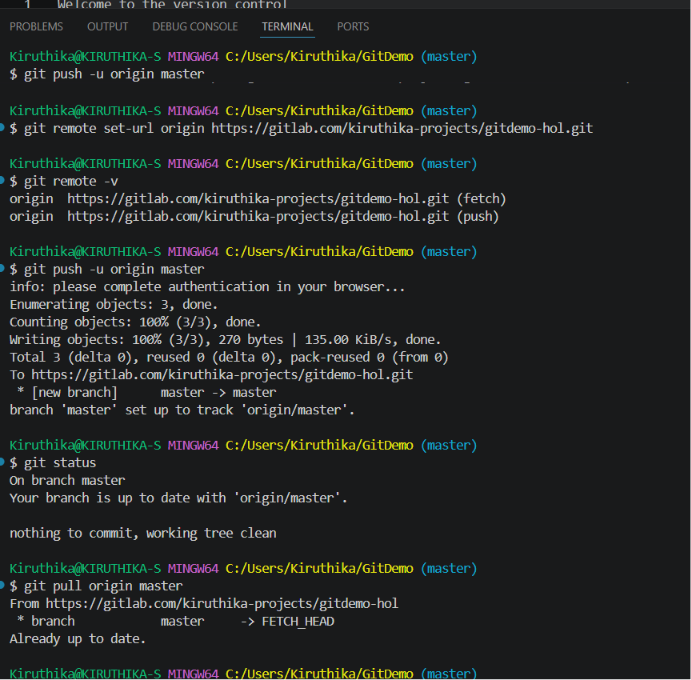 1 Welcome to the version control
PROBLEMS OUTPUT DEBUG CONSOLE TERMINAL PORTS
Kiruthika@KIRUTHIKA-S MINGW64 C:/Users/Kiruthika/GitDemo (master)
$ git push -u origin master
Kiruthika@KIRUTHIKA-S MINGW64 C:/Users/Kiruthika/GitDemo (master)
$ git remote set-url origin https://gitlab.com/kiruthika-projects/gitdemo-hol.git
Kiruthika@KIRUTHIKA-S MINGW64 C:/Users/Kiruthika/GitDemo (master)
$ git remote -v
origin  https://gitlab.com/kiruthika-projects/gitdemo-hol.git (fetch)
origin  https://gitlab.com/kiruthika-projects/gitdemo-hol.git (push)
Kiruthika@KIRUTHIKA-S MINGW64 C:/Users/Kiruthika/GitDemo (master)
$ git push -u origin master
info: please complete authentication in your browser...
Enumerating objects: 3, done.
Counting objects: 100% (3/3), done.
Writing objects: 100% (3/3), 270 bytes | 135.00 KiB/s, done.
Total 3 (delta 0), reused 0 (delta 0), pack-reused 0 (from 0)
To https://gitlab.com/kiruthika-projects/gitdemo-hol.git
 * [new branch]      master -> master
branch 'master' set up to track 'origin/master'.
Kiruthika@KIRUTHIKA-S MINGW64 C:/Users/Kiruthika/GitDemo (master)
$ git status
On branch master
Your branch is up to date with 'origin/master'.
nothing to commit, working tree clean
Kiruthika@KIRUTHIKA-S MINGW64 C:/Users/Kiruthika/GitDemo (master)
$ git pull origin master
From https://gitlab.com/kiruthika-projects/gitdemo-hol
 * branch            master     -> FETCH_HEAD
Already up to date.
Kiruthika@KIRUTHIKA-S MINGW64 C:/Users/Kiruthika/GitDemo (master)